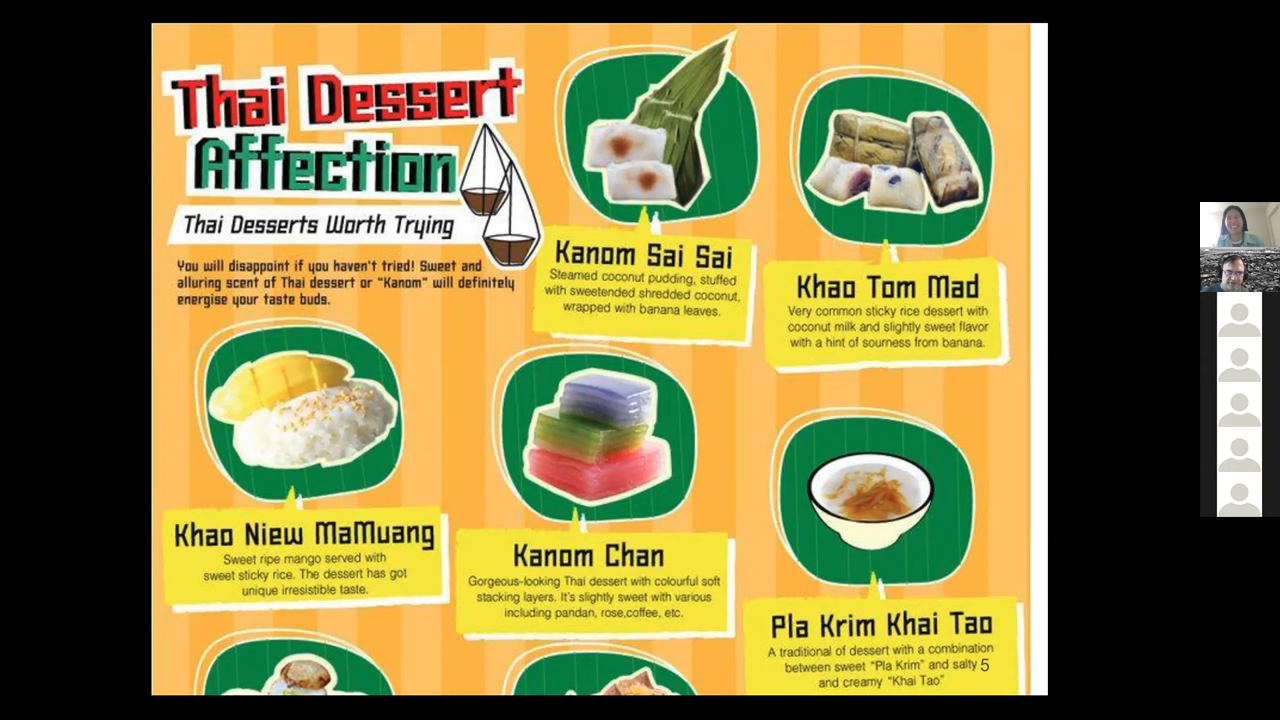 Thai Dessert
Affection
Thai Desserts Worth Trying
You will disappoint if you haven't tried! Sweet and
alluring scent of Thai dessert or "Kanom" will definitely
energise your taste buds.
Kanom Sai Sai
Steamed coconut pudding, stuffed
with sweetended shredded coconut,
wrapped with banana leaves.
Khao Tom Mad
Very common sticky rice dessert with
coconut milk and slightly sweet flavor
with a hint of sourness from banana.
Khao Niew MaMuang
Sweet ripe mango served with
sweet sticky rice. The dessert has got
unique irresistible taste.
Kanom Chan
Gorgeous-looking Thai dessert with colourful soft
stacking layers. It's slightly sweet with various
including pandan, rose,coffee, etc.
Pla Krim Khai Tao
A traditional of dessert with a combination
between sweet "Pla Krim" and salty
and creamy "Khai Tao"
5